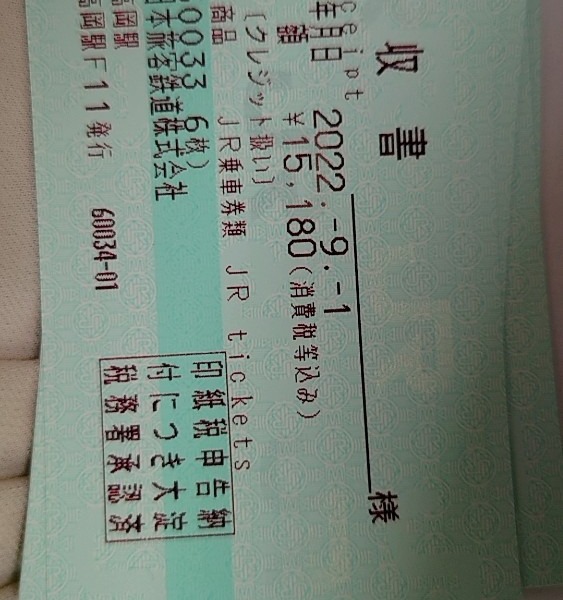 収 書
ceipt
様
年月日 2022.-9.-1
額 ¥15,180(消費税等込み)
[クレジット扱い]
商品 JR乗車券類 JR tickets
0033 6枚)
日本旅客鉄道株式会社
高岡駅
高岡駅F11発行 60034-01
印紙税申告納
付につき大淀
税務署承認済